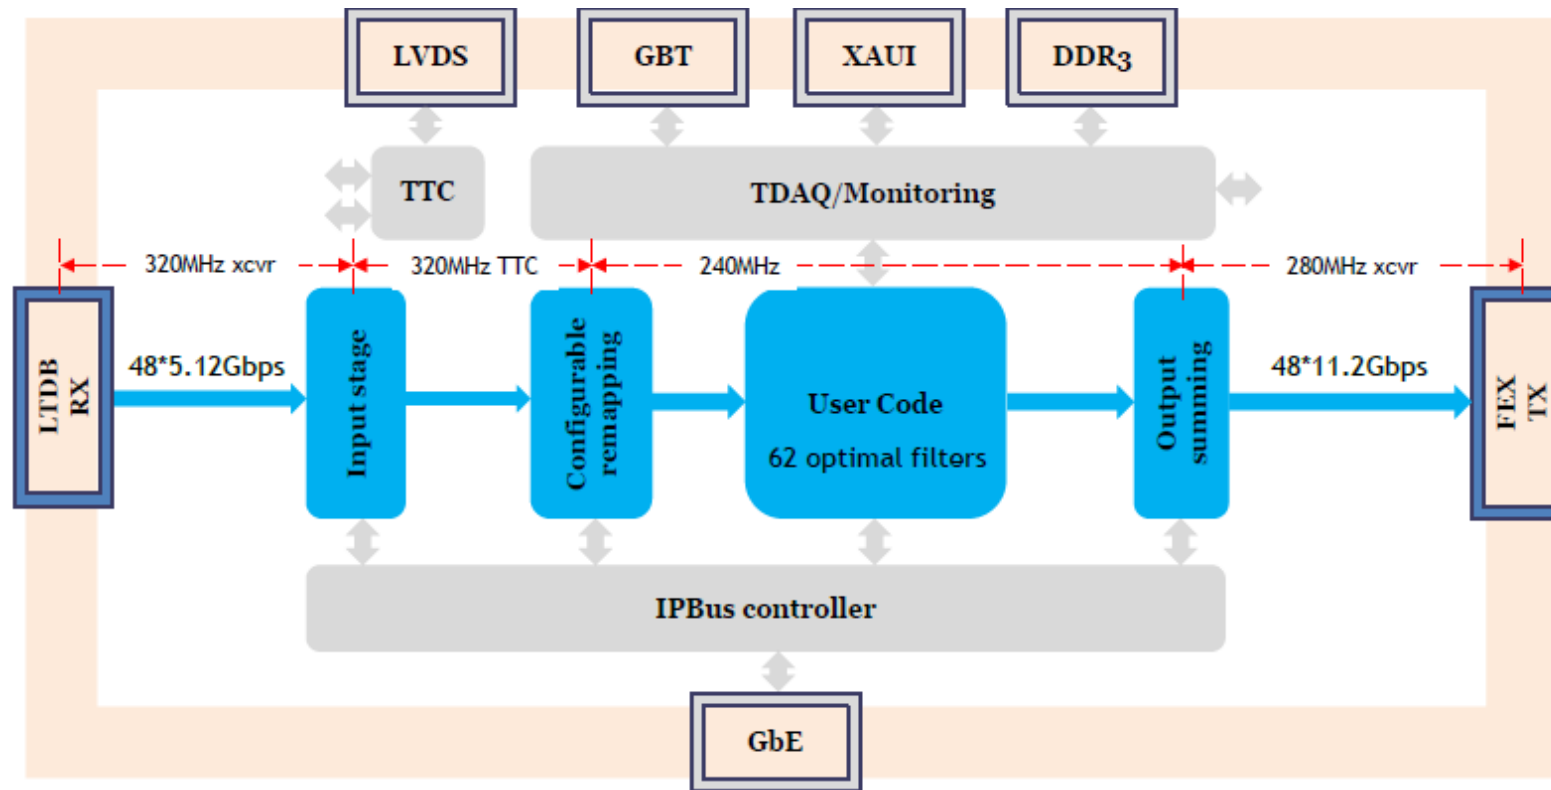 LVDS
GBT
XAUI
DDR3
TTC
TDAQ/Monitoring
320MHz xcvr
320MHz TTC
240MHz
280MHz xcvr
LTDB
RX
48*5.12Gbps
Input stage
Configurable
remapping
User Code
62 optimal filters
Output
summing
48*11.2Gbps
FEX
TX
IPBus controller
GbE